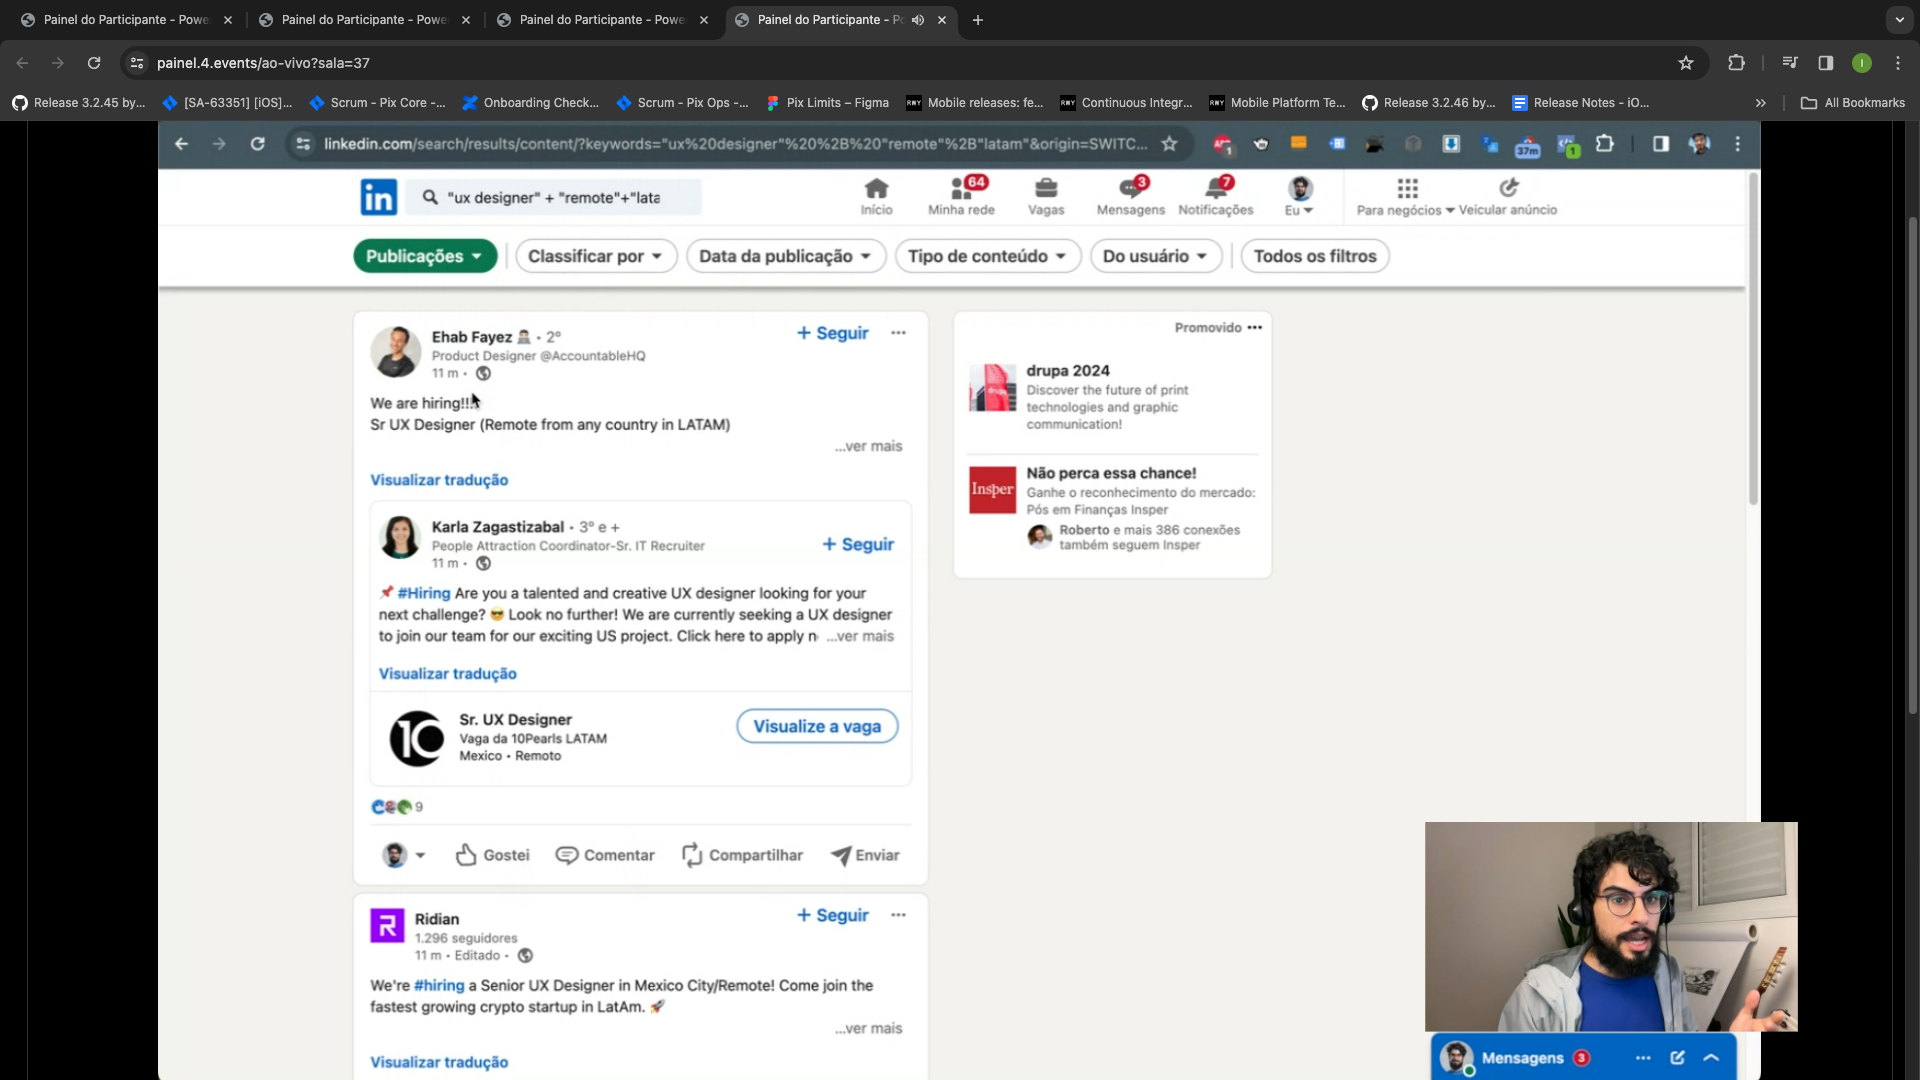 Painel do Participante - Powe
Painel do Participante - Powe
Painel do Participante - Powe
Painel do Participante - Po
painel.4.events/ao-vivo?sala=37
I
Release 3.2.45 by...
[SA-63351] [iOS]...
Scrum - Pix Core -...
Onboarding Check...
Scrum - Pix Ops -...
Pix Limits – Figma
RWY
Mobile releases: fe...
RWY
Continuous Integr...
RWY
Mobile Platform Te...
Release 3.2.46 by...
Release Notes - iO...
»
All Bookmarks
linkedin.com/search/results/content/?keywords="ux%20designer"%20%2B%20"remote"%2B"latam"&origin=SWITC...
1
37m
1
in
"ux designer" + "remote"+"lata
64
3
7
Início
Minha rede
Vagas
Mensagens
Notificações
Eu
Para negócios
Veicular anúncio
Publicações
Classificar por
Data da publicação
Tipo de conteúdo
Do usuário
Todos os filtros
Ehab Fayez • 2º
+ Seguir
Product Designer @AccountableHQ
11 m •
We are hiring!!!
Sr UX Designer (Remote from any country in LATAM)
...ver mais
Visualizar tradução
Karla Zagastizabal • 3º e +
People Attraction Coordinator-Sr. IT Recruiter
+ Seguir
11 m •
📌 #Hiring Are you a talented and creative UX designer looking for your
next challenge? 😎 Look no further! We are currently seeking a UX designer
to join our team for our exciting US project. Click here to apply n ...ver mais
Visualizar tradução
10
Sr. UX Designer
Vaga da 10Pearls LATAM
Mexico • Remoto
Visualize a vaga
9
Gostei
Comentar
Compartilhar
Enviar
R
Ridian
+ Seguir
1.296 seguidores
11 m • Editado •
We're #hiring a Senior UX Designer in Mexico City/Remote! Come join the
fastest growing crypto startup in LatAm. 🚀
...ver mais
Visualizar tradução
Promovido
drupa 2024
Discover the future of print
technologies and graphic
communication!
Insper
Não perca essa chance!
Ganhe o reconhecimento do mercado:
Pós em Finanças Insper
Roberto e mais 386 conexões
também seguem Insper
Mensagens 3